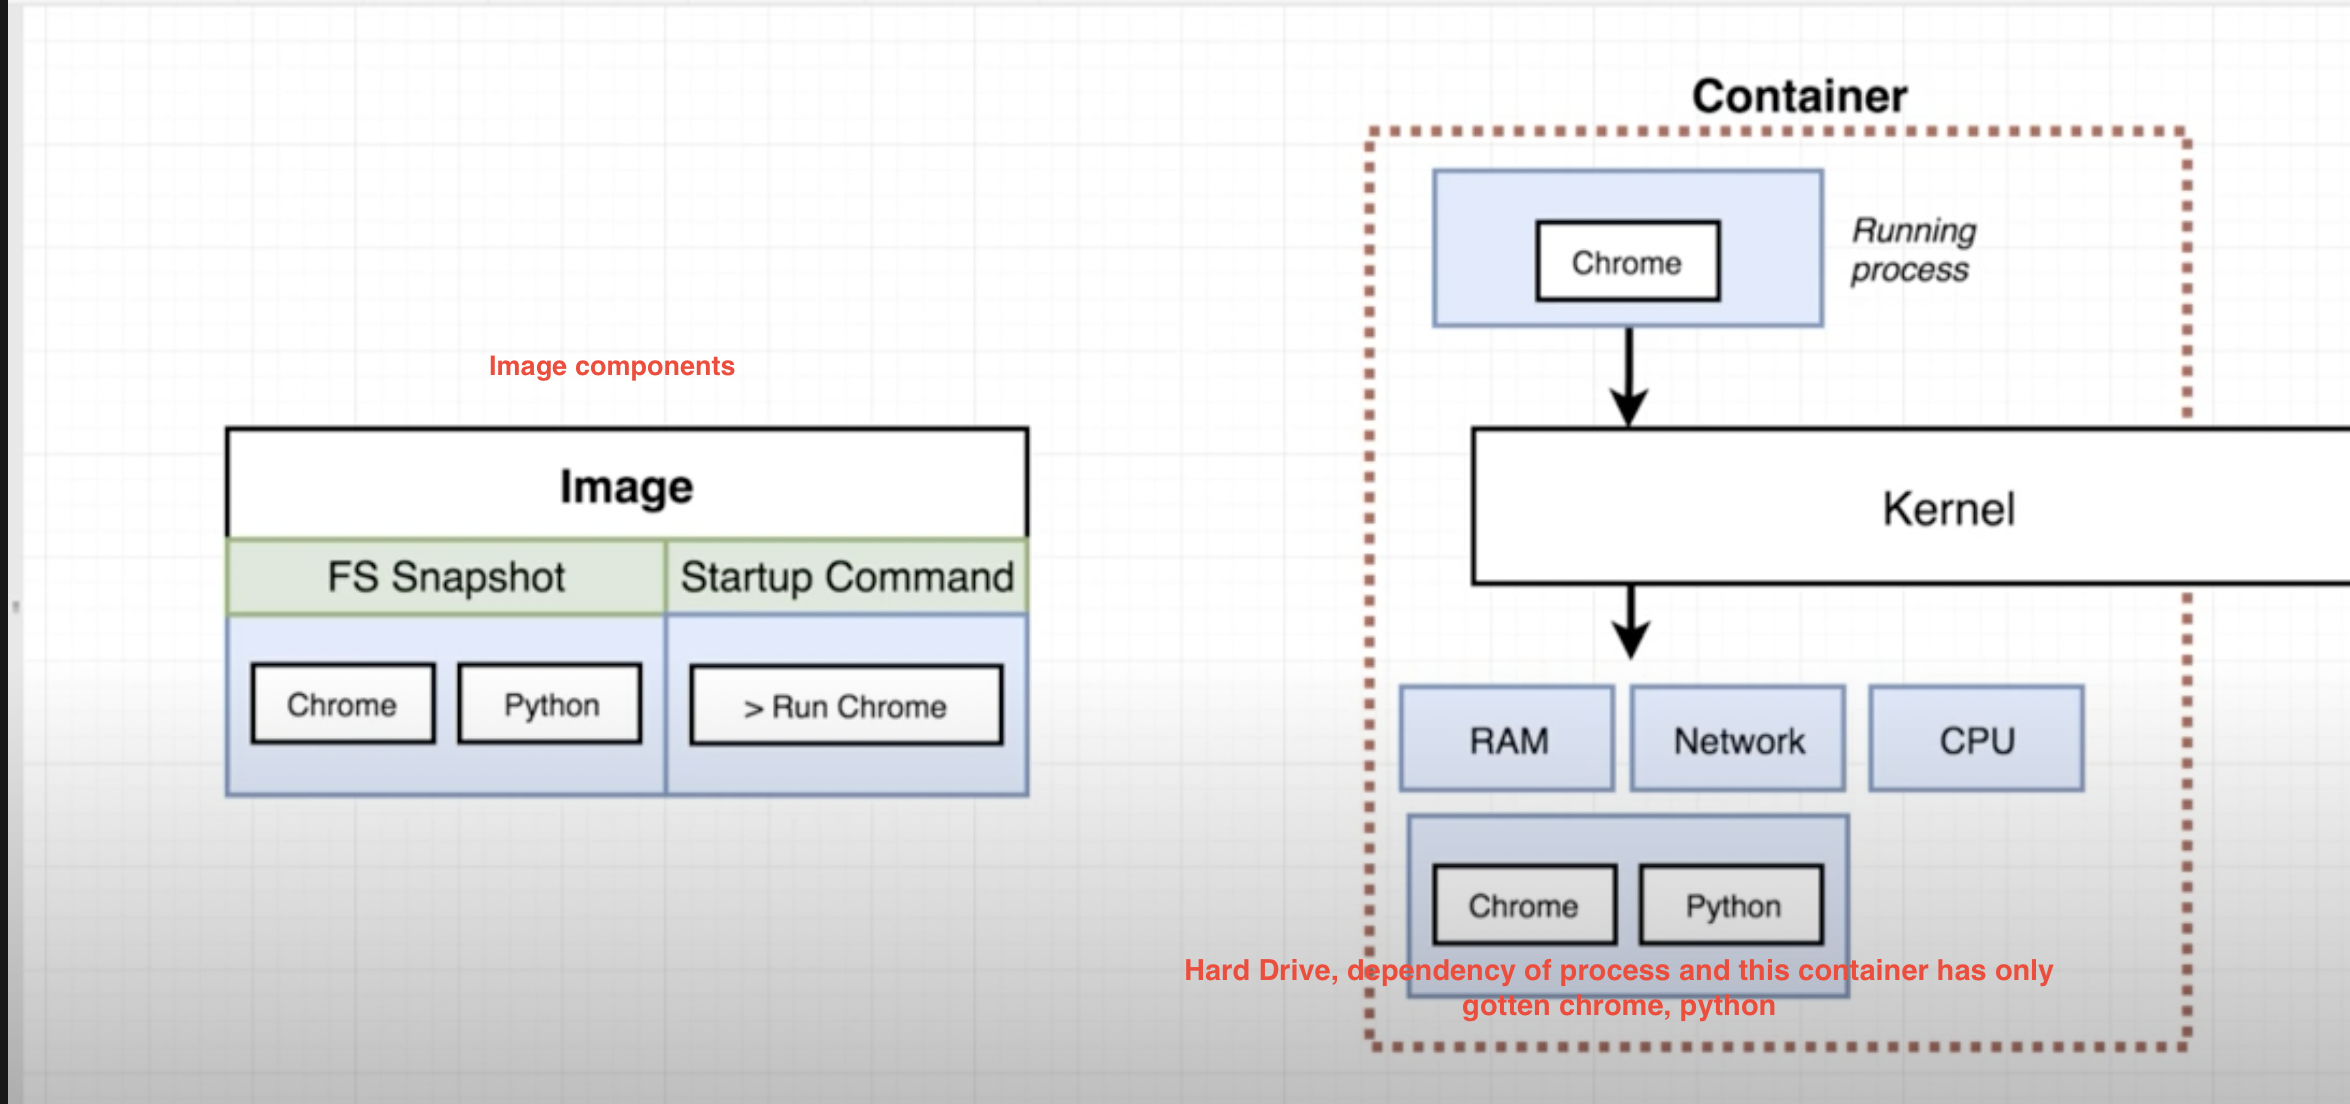 Image components
Image
FS Snapshot
Startup Command
Chrome
Python
> Run Chrome
Container
Chrome
Running
process
Kernel
RAM
Network
CPU
Chrome
Python
Hard Drive, dependency of process and this container has only
gotten chrome, python